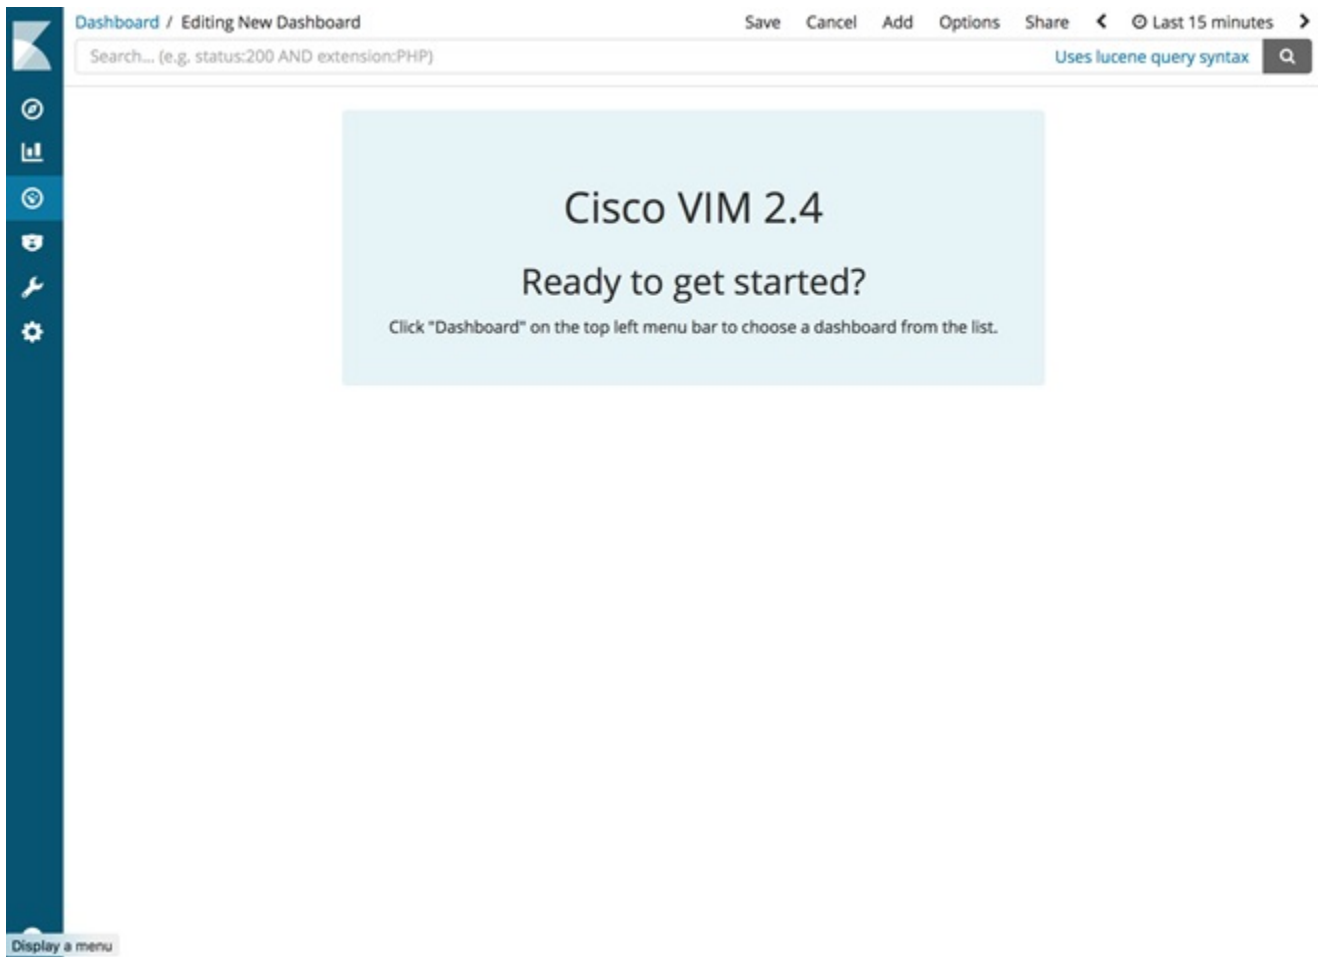 Dashboard / Editing New Dashboard Save Cancel Add Options Share Last 15 minutes
Search... (e.g. status:200 AND extension:PHP) Uses lucene query syntax
Cisco VIM 2.4
Ready to get started?
Click "Dashboard" on the top left menu bar to choose a dashboard from the list.
Display a menu